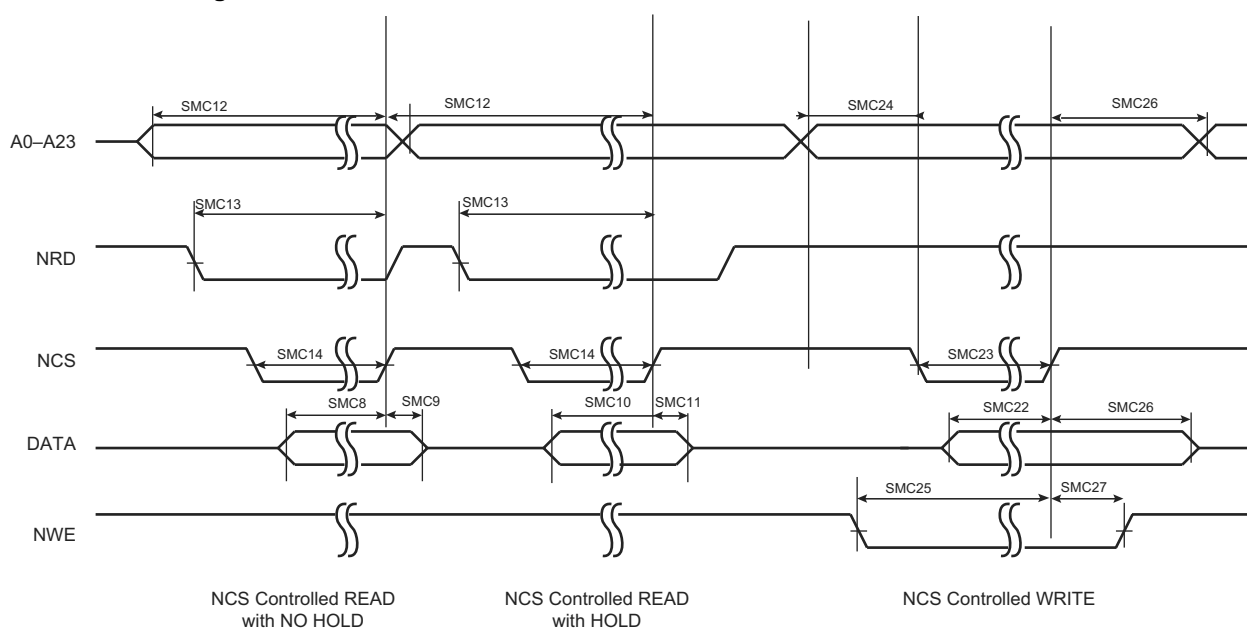 SMC12
SMC12
SMC24
SMC26
A0–A23
SMC13
SMC13
NRD
SMC14
SMC14
SMC23
NCS
SMC8
SMC9
SMC10
SMC11
SMC22
SMC26
DATA
SMC25
SMC27
NWE
NCS Controlled READ
with NO HOLD
NCS Controlled READ
with HOLD
NCS Controlled WRITE